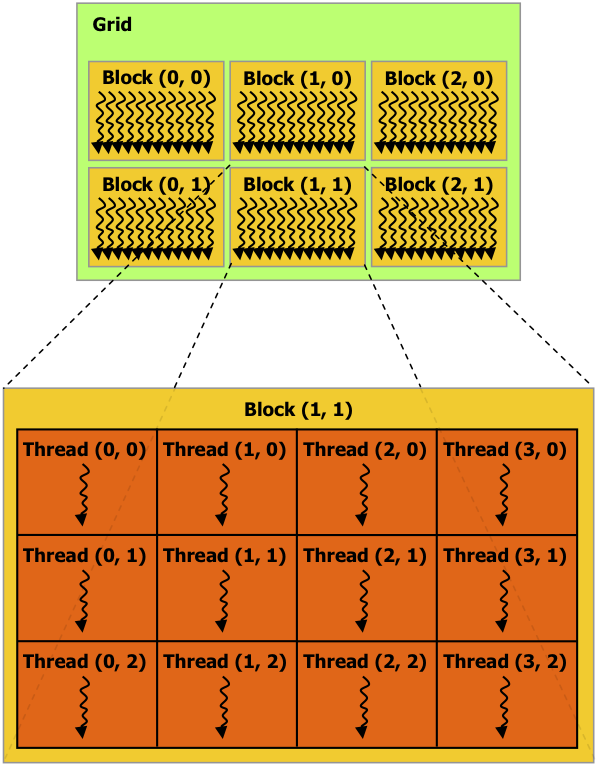 Grid
Block (0, 0) Block (1, 0) Block (2, 0)
Block (0, 1) Block (1, 1) Block (2, 1)
Block (1, 1)
Thread (0, 0) Thread (1, 0) Thread (2, 0) Thread (3, 0)
Thread (0, 1) Thread (1, 1) Thread (2, 1) Thread (3, 1)
Thread (0, 2) Thread (1, 2) Thread (2, 2) Thread (3, 2)